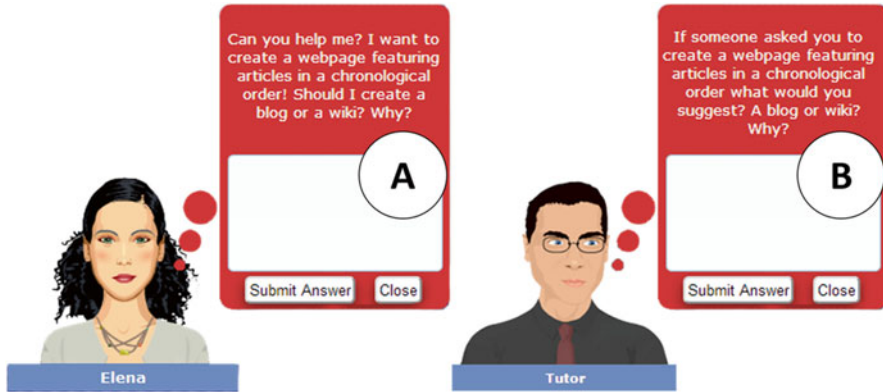 Can you help me? I want to
create a webpage featuring
articles in a chronological
order! Should I create a
blog or a wiki? Why?
A
Submit Answer
Close
Elena
If someone asked you to
create a webpage featuring
articles in a chronological
order what would you
suggest? A blog or wiki?
Why?
B
Submit Answer
Close
Tutor